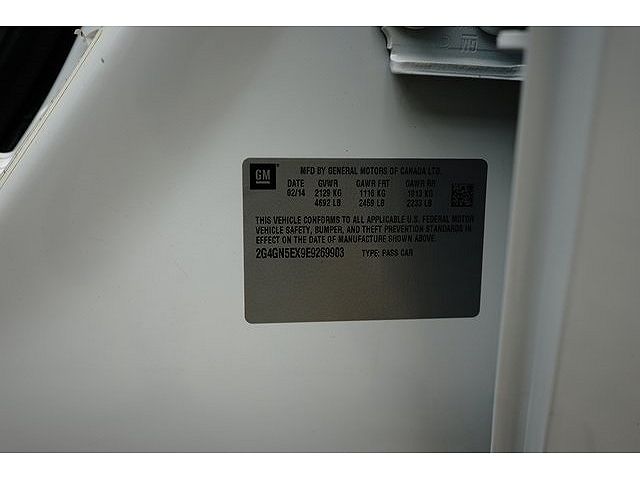 GM
MFD BY GENERAL MOTORS OF CANADA LTD.
DATE GVWR GAWR FRT GAWR RR
02/14 2129 KG 1116 KG 1013 KG
4692 LB 2459 LB 2233 LB
THIS VEHICLE CONFORMS TO ALL APPLICABLE U.S. FEDERAL MOTOR
VEHICLE SAFETY, BUMPER, AND THEFT PREVENTION STANDARDS IN
EFFECT ON THE DATE OF MANUFACTURE SHOWN ABOVE.
2G4GN5EX9E9269903 TYPE: PASS CAR